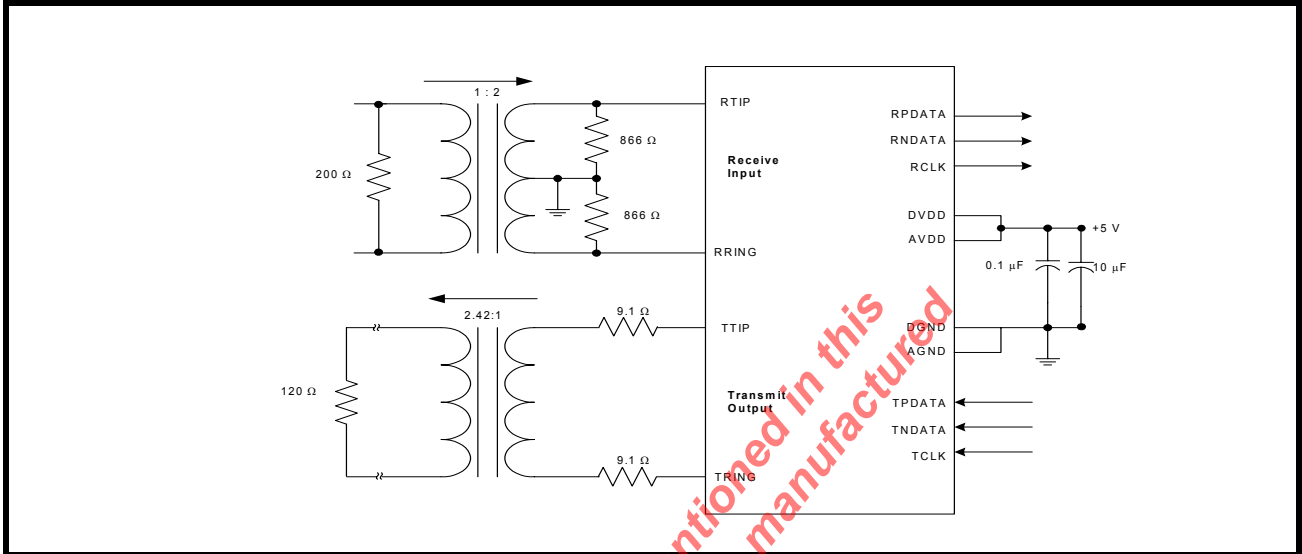 1 : 2
200 Ω
866 Ω
866 Ω
RTIP
Receive
Input
RRING
2.42:1
120 Ω
9.1 Ω
9.1 Ω
TTIP
Transmit
Output
TRING
RPDATA
RNDATA
RCLK
DVDD
AVDD
+5 V
0.1 µF
10 µF
DGND
AGND
TPDATA
TNDATA
TCLK
ntioned in this
manufactured